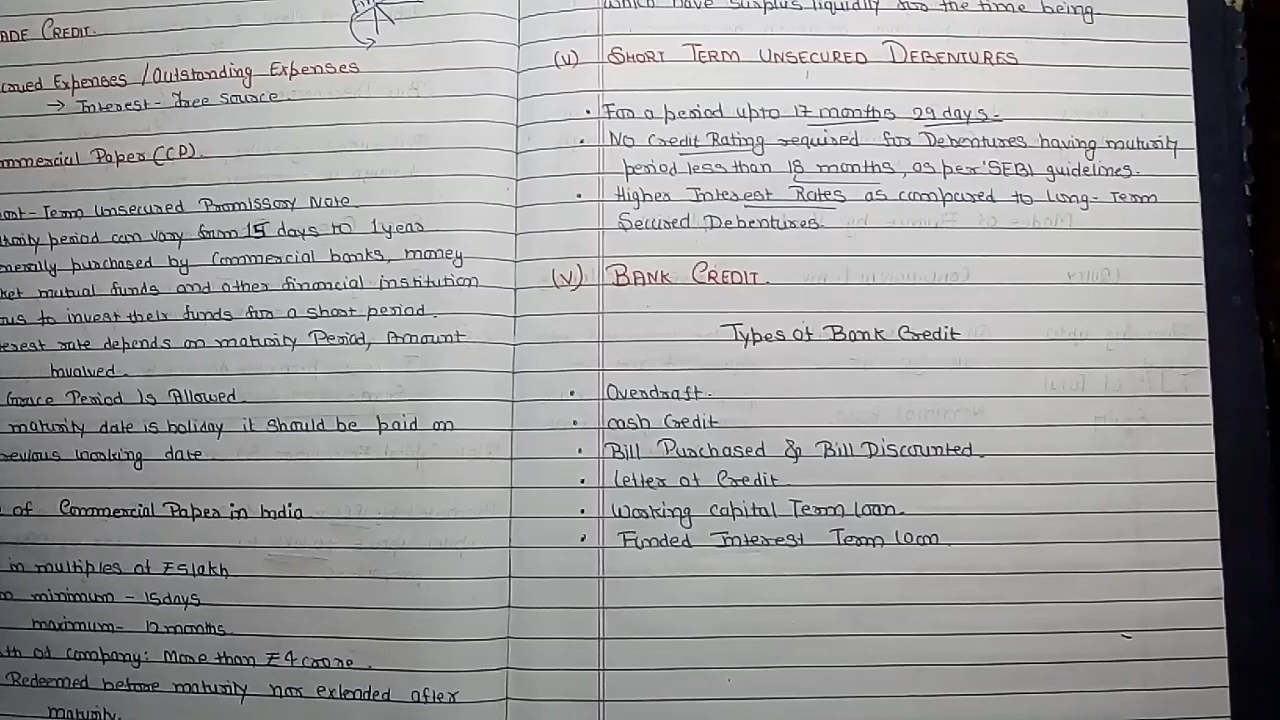 ADE CREDIT.
crued Expenses / Outstanding Expenses
→ Interest - free source
mmercial Paper (CP).
ort-Term Unsecured Promissory Note
turity period can vary from 15 days to 1 year
nerally purchased by Commercial banks, money
ket mutual funds and other financial institution
us to invest their funds for a short period.
erest rate depends on maturity Period, Amount
Involved.
Grace Period Is Allowed
maturity date is holiday it should be paid on
revious working date
of Commercial Paper in India
in multiples of ₹5 lakh
minimum - 15 days
maximum- 12 months
th of company: More than ₹4 crore.
Redeemed before maturity nor extended after
maturity.
which have surplus liquidity for the time being
SHORT TERM UNSECURED DEBENTURES
• For a period upto 17 months 29 days.
• No Credit Rating required for Debentures having muturity
period less than 18 months, as per SEBI guidelines.
• Higher Interest Rates as compared to long-Term
Secured Debentures.
(V) BANK CREDIT.
Types of Bank Credit
• Overdraft.
• cash Credit
• Bill Purchased & Bill Discounted.
• letter of Credit
• Working capital Term loan.
• Funded Interest Term loan